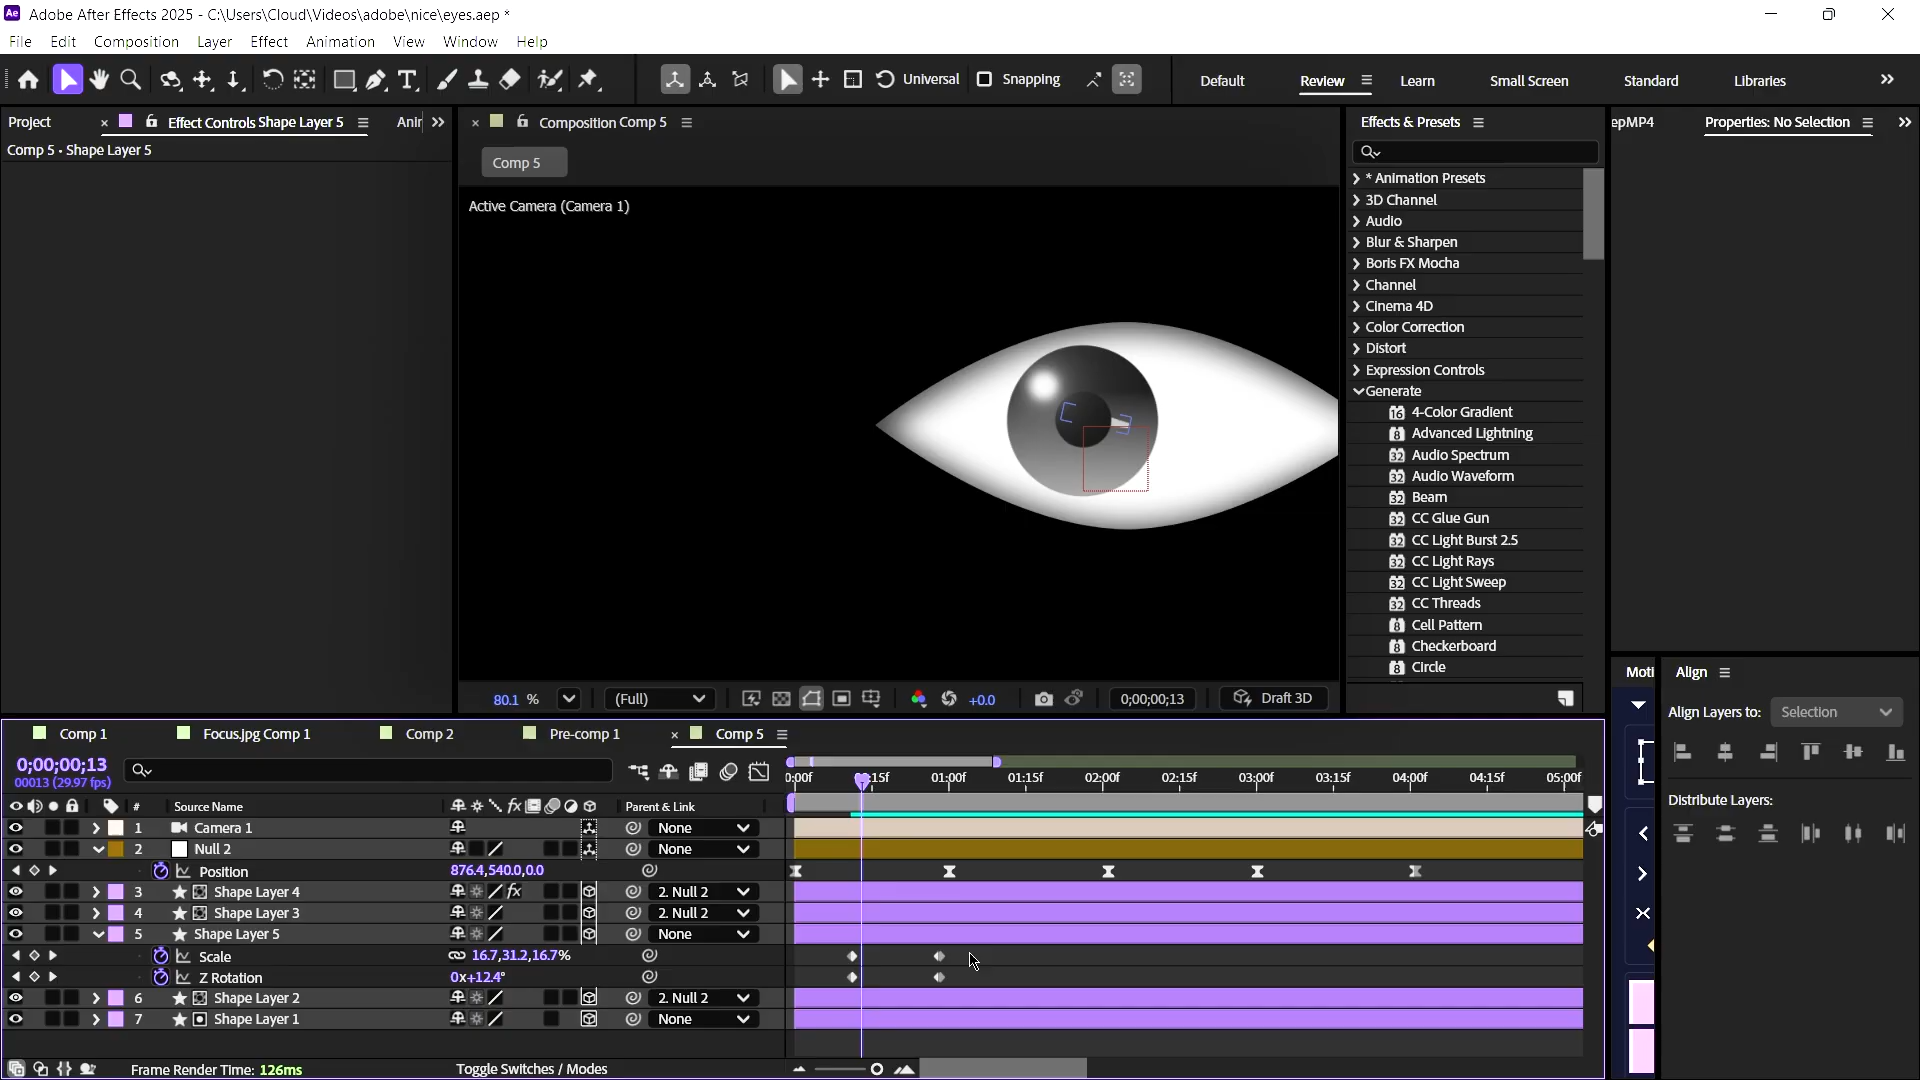 Adobe After Effects 2025 - C:\Users\Cloud\Videos\adobe\nice\eyes.aep *
File Edit Composition Layer Effect Animation View Window Help
Universal Snapping Default Review Learn Small Screen Standard Libraries
Project Effect Controls Shape Layer 5 Composition Comp 5 Effects & Presets epMP4 Properties: No Selection
Comp 5 • Shape Layer 5
Comp 5
Active Camera (Camera 1)
* Animation Presets
3D Channel
Audio
Blur & Sharpen
Boris FX Mocha
Channel
Cinema 4D
Color Correction
Distort
Expression Controls
Generate
4-Color Gradient
Advanced Lightning
Audio Spectrum
Audio Waveform
Beam
CC Glue Gun
CC Light Burst 2.5
CC Light Rays
CC Light Sweep
CC Threads
Cell Pattern
Checkerboard
Circle
80.1 % (Full) +0.0 0;00;00;13 Draft 3D
Moti Align
Align Layers to: Selection
Distribute Layers:
Comp 1 Focus.jpg Comp 1 Comp 2 Pre-comp 1 Comp 5
0;00;00;13
00013 (29.97 fps)
01:00f 01:15f 02:00f 02:15f 03:00f 03:15f 04:00f 04:15f 05:00f
# Source Name Parent & Link
1 Camera 1 None
2 Null 2 None
Position 876.4,540.0,0.0
3 Shape Layer 4 2. Null 2
4 Shape Layer 3 2. Null 2
5 Shape Layer 5 None
Scale 16.7,31.2,16.7%
Z Rotation 0x+12.4°
6 Shape Layer 2 2. Null 2
7 Shape Layer 1 None
Frame Render Time: 126ms Toggle Switches / Modes